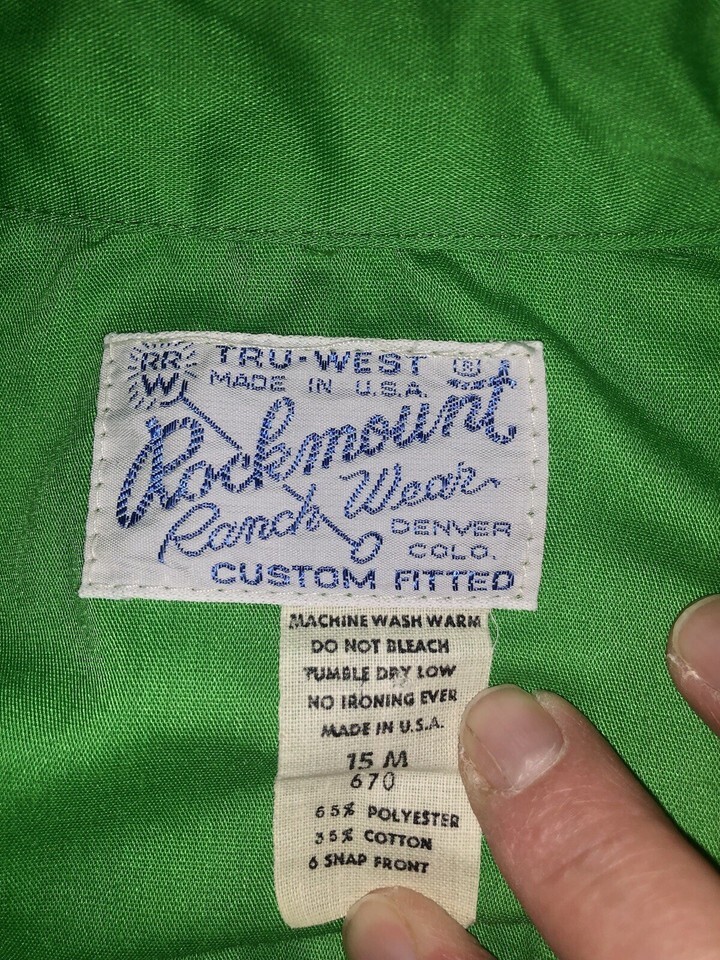 RR
W
TRU-WEST ®
MADE IN U.S.A.
Rockmount
Ranch Wear
DENVER
COLO.
CUSTOM FITTED
MACHINE WASH WARM
DO NOT BLEACH
TUMBLE DRY LOW
NO IRONING EVER
MADE IN U.S.A.
15 M
670
65% POLYESTER
35% COTTON
6 SNAP FRONT